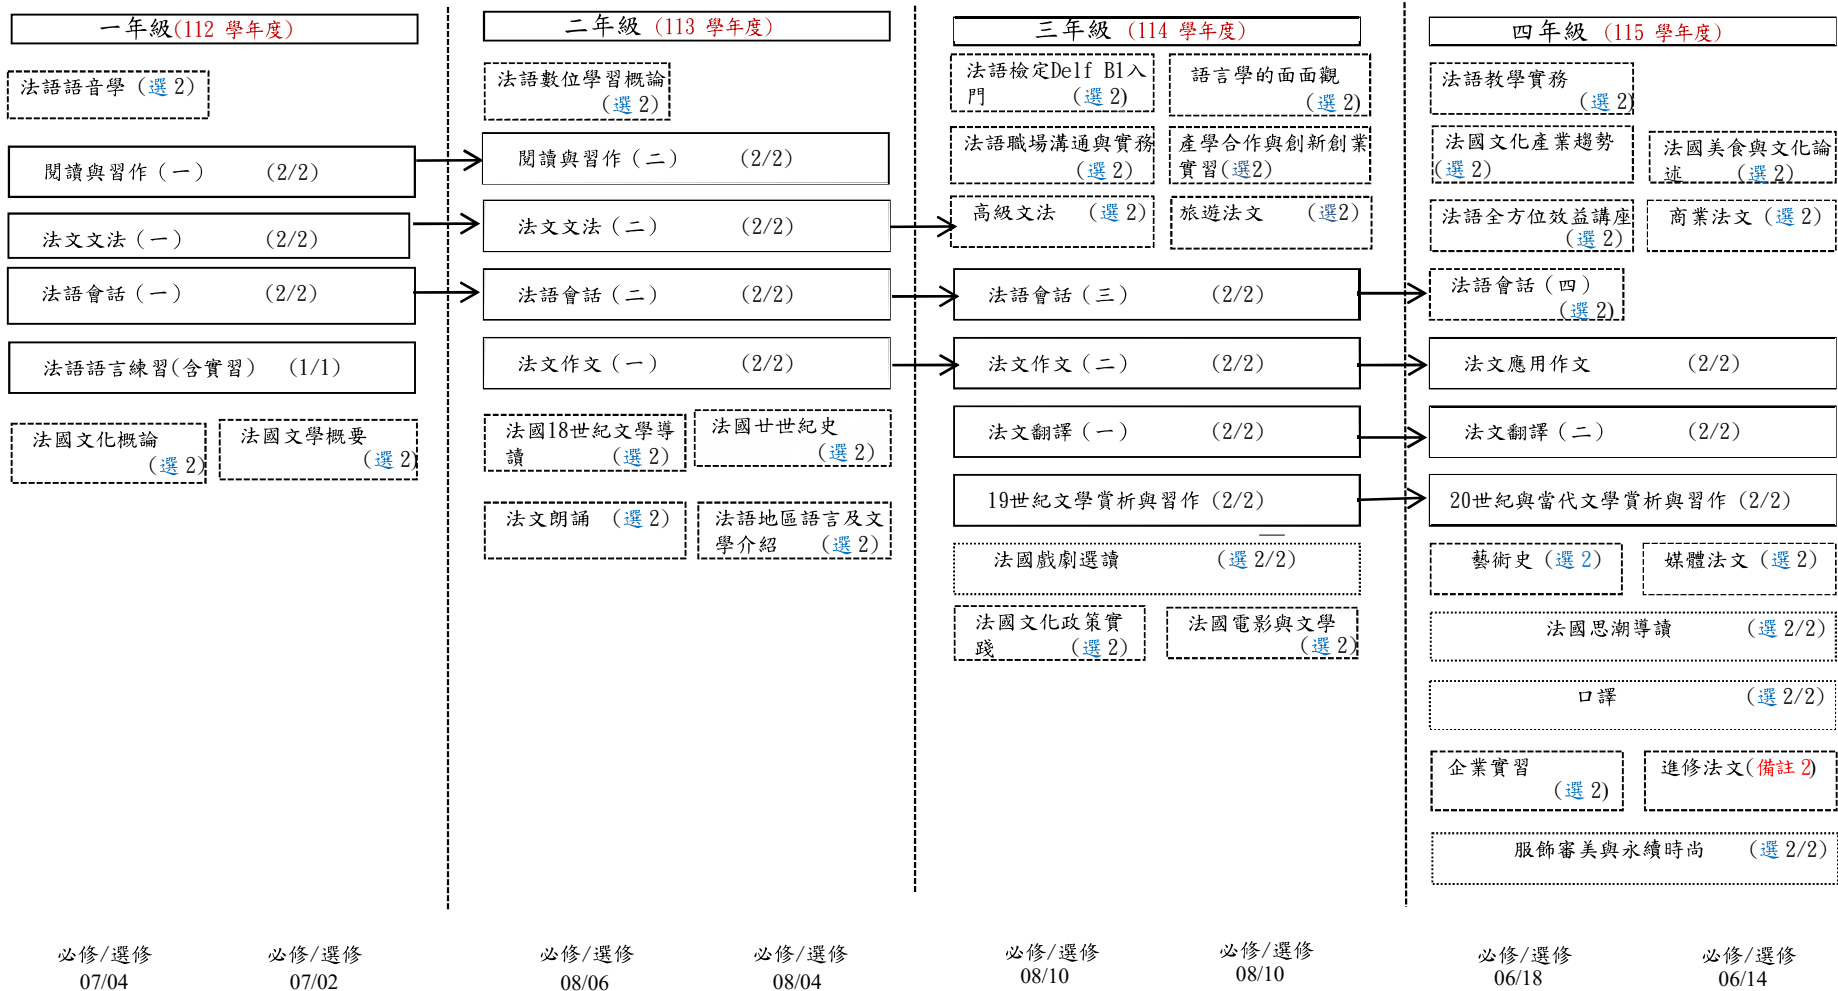 一年級(112 學年度)
法語語音學 (選 2)
閱讀與習作 (一) (2/2)
法文文法 (一) (2/2)
法語會話 (一) (2/2)
法語語言練習(含實習) (1/1)
法國文化概論
(選 2)
法國文學概要
(選 2)
必修/選修
07/04
必修/選修
07/02
二年級 (113 學年度)
法語數位學習概論
(選 2)
閱讀與習作 (二) (2/2)
法文文法 (二) (2/2)
法語會話 (二) (2/2)
法文作文 (一) (2/2)
法國18世紀文學導
讀 (選 2)
法國廿世紀史
(選 2)
法文朗誦 (選 2)
法語地區語言及文
學介紹 (選 2)
必修/選修
08/06
必修/選修
08/04
三年級 (114 學年度)
法語檢定Delf B1入
門 (選 2)
語言學的面面觀
(選 2)
法語職場溝通與實務
(選 2)
產學合作與創新創業
實習(選2)
高級文法 (選 2)
旅遊法文 (選2)
法語會話 (三) (2/2)
法文作文 (二) (2/2)
法文翻譯 (一) (2/2)
19世紀文學賞析與習作 (2/2)
法國戲劇選讀 (選 2/2)
法國文化政策實
踐 (選 2)
法國電影與文學
(選 2)
必修/選修
08/10
必修/選修
08/10
四年級 (115 學年度)
法語教學實務
(選 2)
法國文化產業趨勢
(選 2)
法國美食與文化論
述 (選 2)
法語全方位效益講座
(選 2)
商業法文 (選 2)
法語會話 (四)
(選 2)
法文應用作文 (2/2)
法文翻譯 (二) (2/2)
20世紀與當代文學賞析與習作 (2/2)
藝術史 (選 2)
媒體法文 (選 2)
法國思潮導讀 (選 2/2)
口譯 (選 2/2)
企業實習
(選 2)
進修法文(備註 2)
服飾審美與永續時尚 (選 2/2)
必修/選修
06/18
必修/選修
06/14